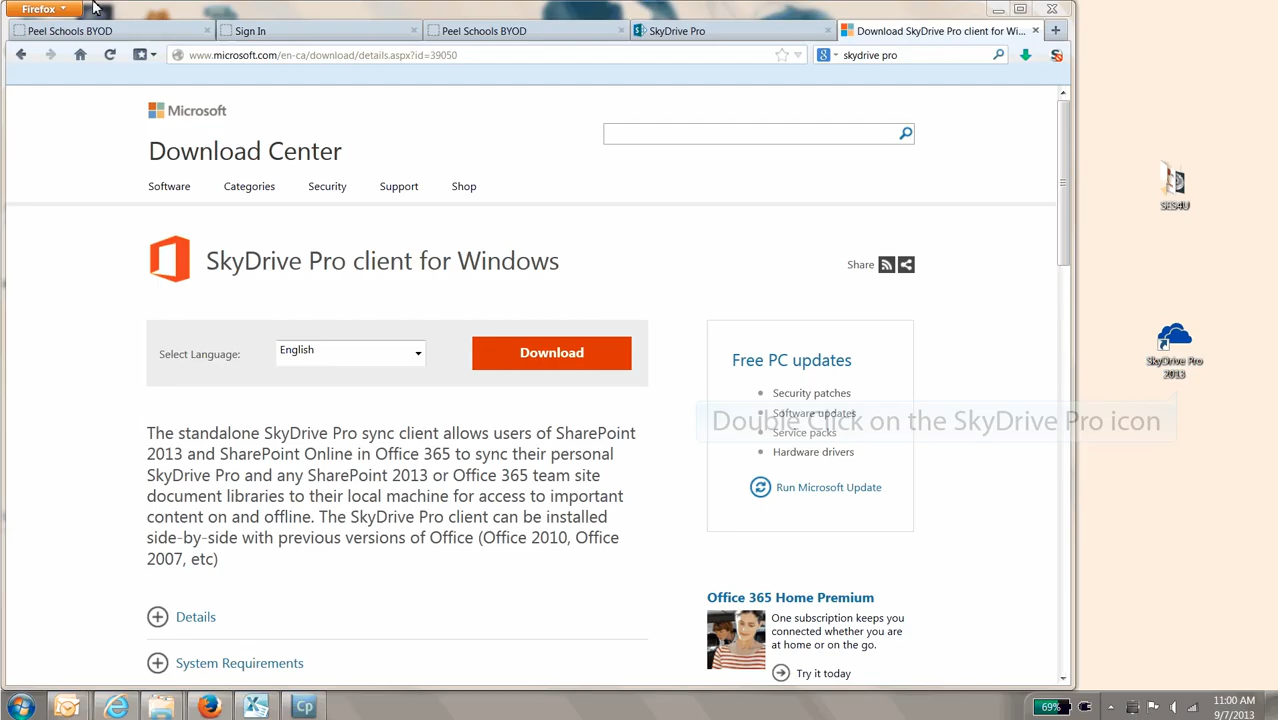 Firefox
Peel Schools BYOD
Sign In
Peel Schools BYOD
SkyDrive Pro
Download SkyDrive Pro client for Wi...
www.microsoft.com/en-ca/download/details.aspx?id=39050
skydrive pro
Microsoft
Download Center
Software Categories Security Support Shop
SkyDrive Pro client for Windows
Share
Select Language:
English
Download
Free PC updates
Security patches
Software updates
Service packs
Hardware drivers
Run Microsoft Update
Double Click on the SkyDrive Pro icon
The standalone SkyDrive Pro sync client allows users of SharePoint
2013 and SharePoint Online in Office 365 to sync their personal
SkyDrive Pro and any SharePoint 2013 or Office 365 team site
document libraries to their local machine for access to important
content on and offline. The SkyDrive Pro client can be installed
side-by-side with previous versions of Office (Office 2010, Office
2007, etc)
Details
System Requirements
Office 365 Home Premium
One subscription keeps you
connected whether you are
at home or on the go.
Try it today
SES4U
SkyDrive Pro
2013
Cp
69%
11:00 AM
9/7/2013